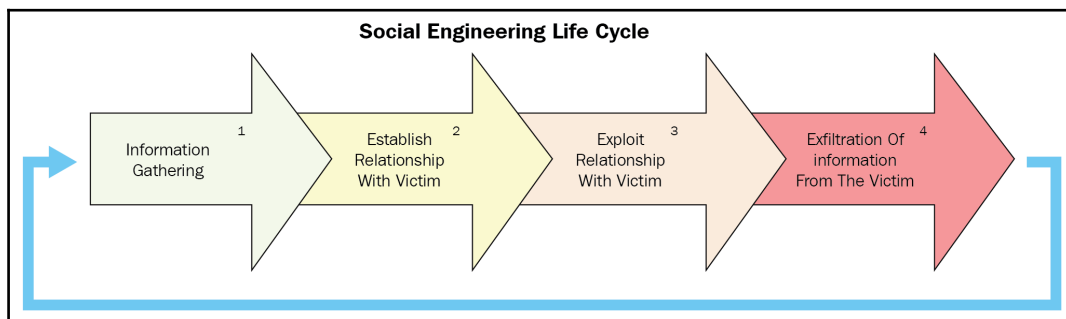 Social Engineering Life Cycle
1
Information
Gathering
2
Establish
Relationship
With Victim
3
Exploit
Relationship
With Victim
4
Exfiltration Of
information
From The Victim